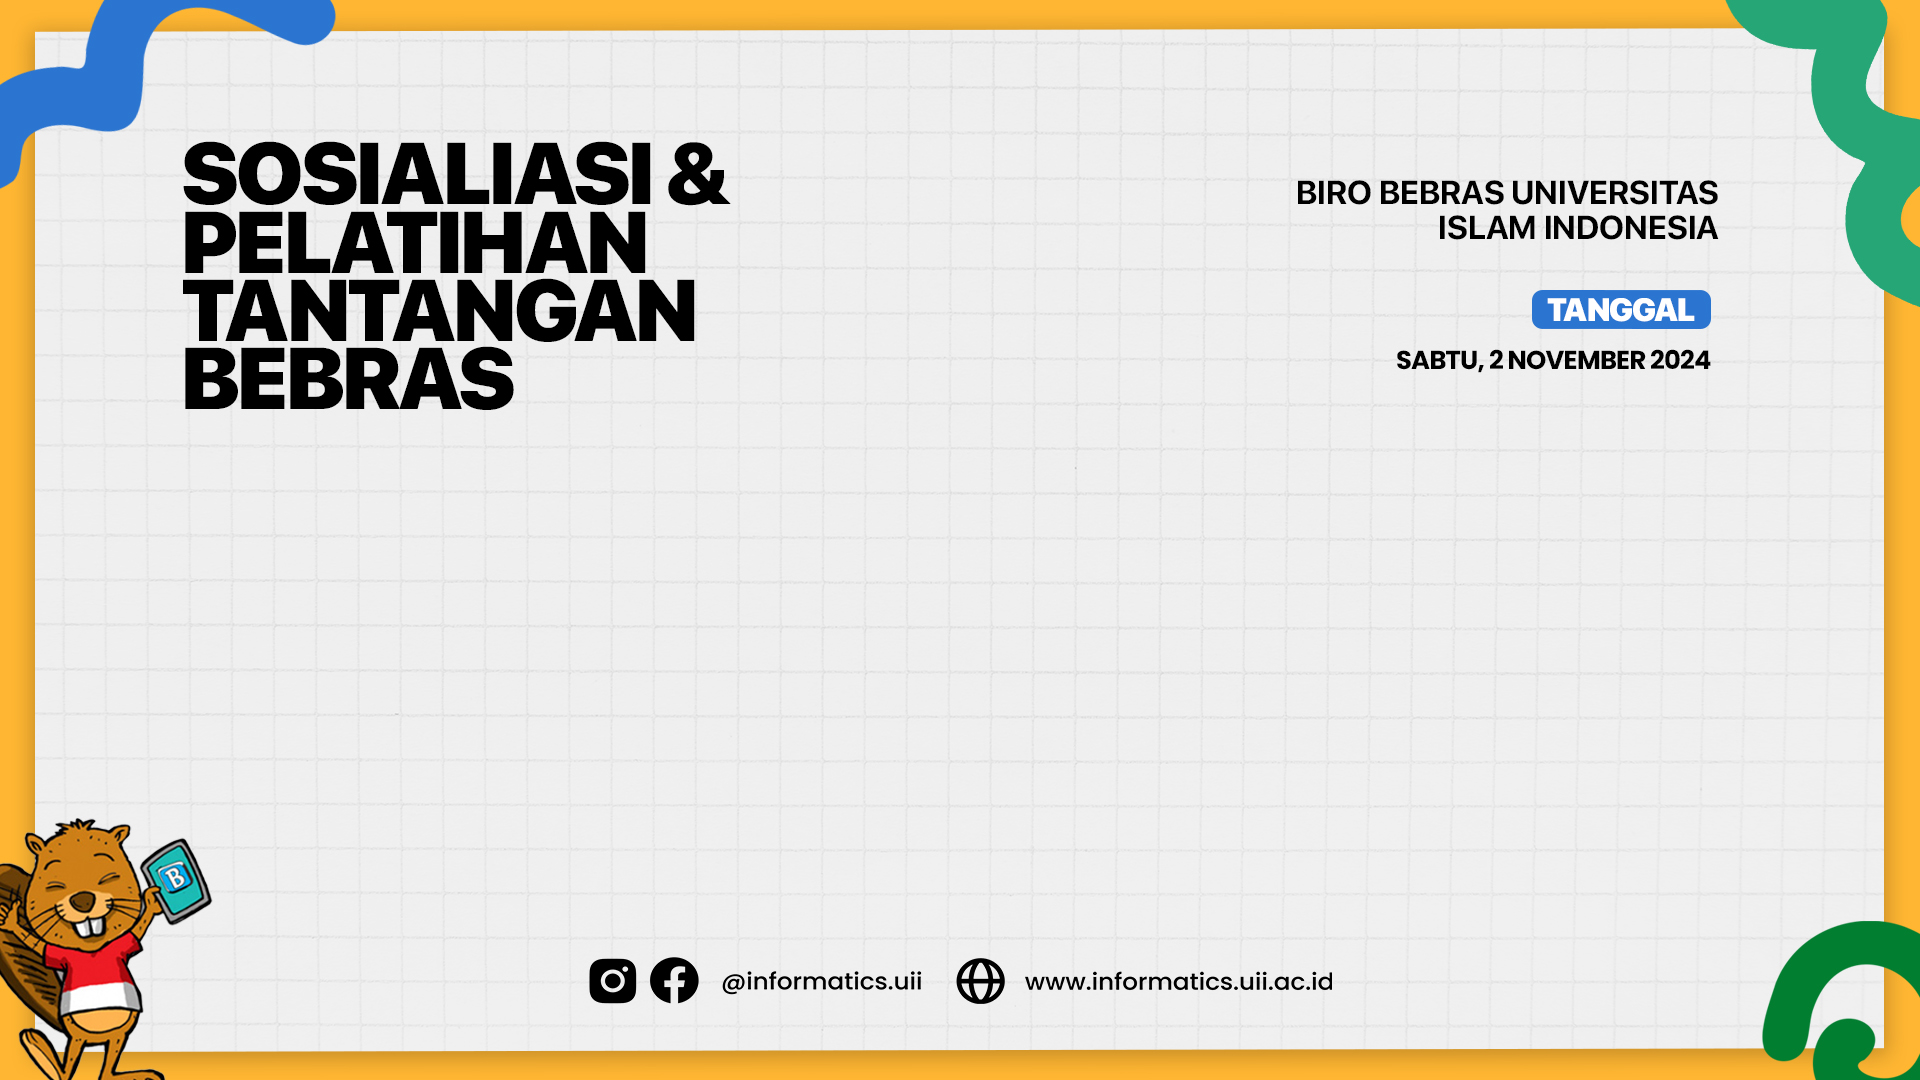 SOSIALIASI &
PELATIHAN
TANTANGAN
BEBRAS
BIRO BEBRAS UNIVERSITAS
ISLAM INDONESIA
TANGGAL
SABTU, 2 NOVEMBER 2024
B
@informatics.uii
www.informatics.uii.ac.id